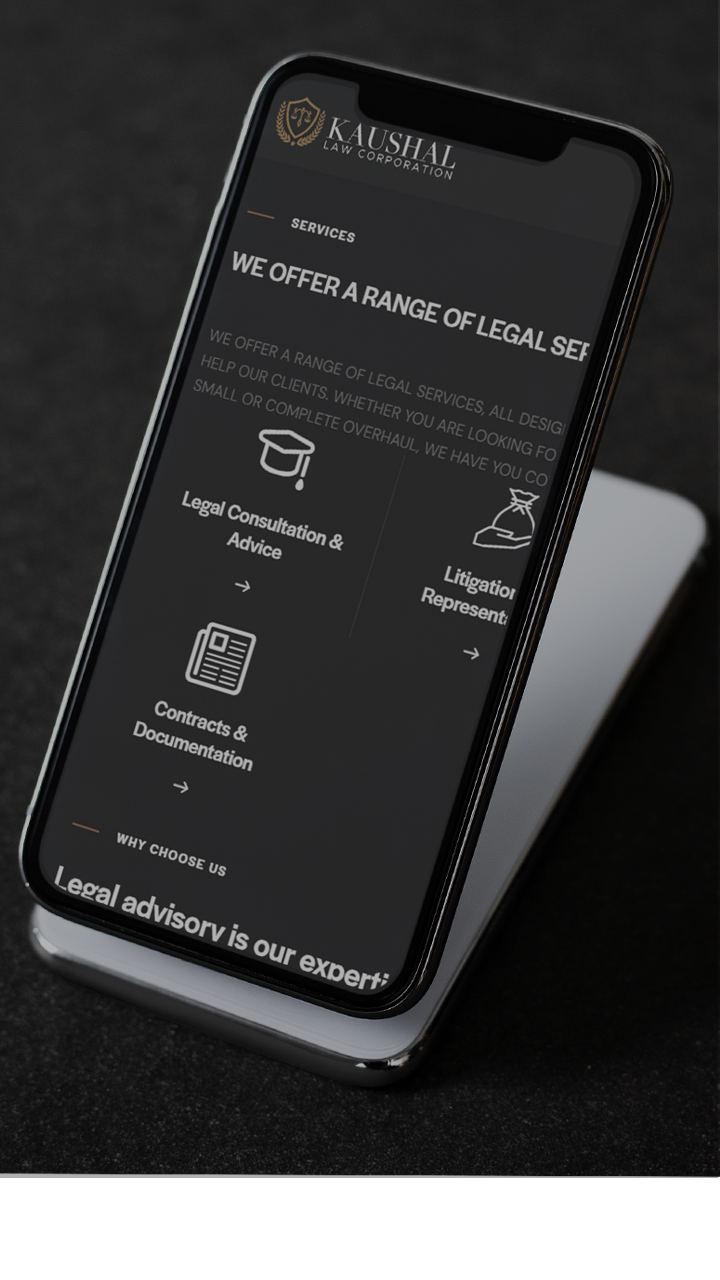 KAUSHAL
LAW CORPORATION
SERVICES
WE OFFER A RANGE OF LEGAL SER
WE OFFER A RANGE OF LEGAL SERVICES, ALL DESIG
HELP OUR CLIENTS. WHETHER YOU ARE LOOKING FO
SMALL OR COMPLETE OVERHAUL, WE HAVE YOU CO
Legal Consultation &
Advice
→
Litigation
Representa
→
Contracts &
Documentation
→
WHY CHOOSE US
Legal advisory is our experti